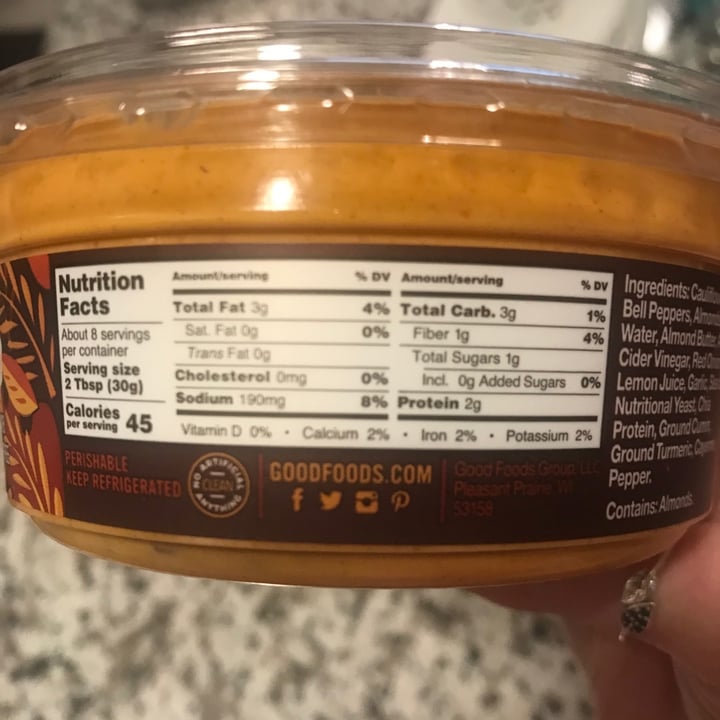 Nutrition
Facts
About 8 servings
per container
Serving size
2 Tbsp (30g)
Calories
per serving 45
Amount/serving % DV
Total Fat 3g 4%
Sat. Fat 0g 0%
Trans Fat 0g
Cholesterol 0mg 0%
Sodium 190mg 8%
Amount/serving % DV
Total Carb. 3g 1%
Fiber 1g 4%
Total Sugars 1g
Incl. 0g Added Sugars 0%
Protein 2g
Vitamin D 0% • Calcium 2% • Iron 2% • Potassium 2%
PERISHABLE
KEEP REFRIGERATED
NO ARTIFICIAL
CLEAN
ANYTHING
GOODFOODS.COM
Good Foods Group, LLC
Pleasant Prairie, WI
53158
Ingredients:
Bell Peppers,
Water, Almond Butter,
Cider Vinegar, Red
Lemon Juice, Garlic,
Nutritional Yeast, Chia
Protein, Ground Cumin,
Ground Turmeric,
Pepper.
Contains: Almonds.